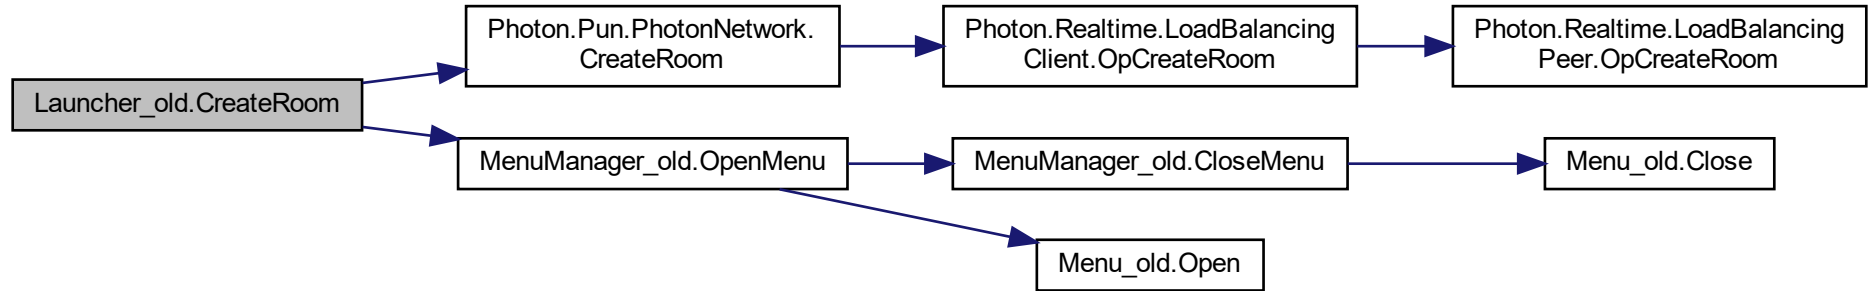 Launcher_old.CreateRoom
Photon.Pun.PhotonNetwork.
CreateRoom
Photon.Realtime.LoadBalancing
Client.OpCreateRoom
Photon.Realtime.LoadBalancing
Peer.OpCreateRoom
MenuManager_old.OpenMenu
MenuManager_old.CloseMenu
Menu_old.Close
Menu_old.Open